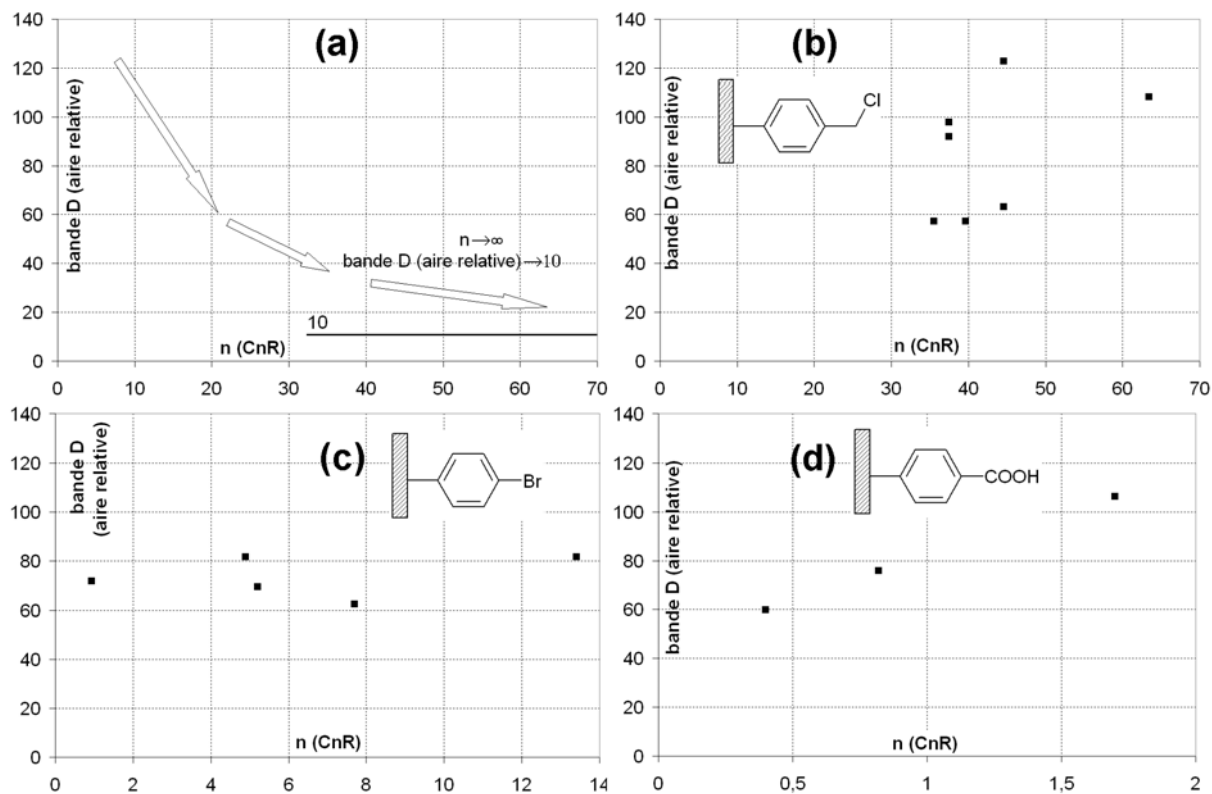 (a)
140
120
100
80
60
40
20
0
bande D (aire relative)
n→∞
bande D (aire relative)→10
10
n (CnR)
0 10 20 30 40 50 60 70
(b)
140
120
100
80
60
40
20
0
bande D (aire relative)
Cl
n (CnR)
0 10 20 30 40 50 60 70
(c)
140
120
100
80
60
40
20
0
bande D
(aire relative)
Br
n (CnR)
0 2 4 6 8 10 12 14
(d)
140
120
100
80
60
40
20
0
bande D (aire relative)
COOH
n (CnR)
0 0,5 1 1,5 2